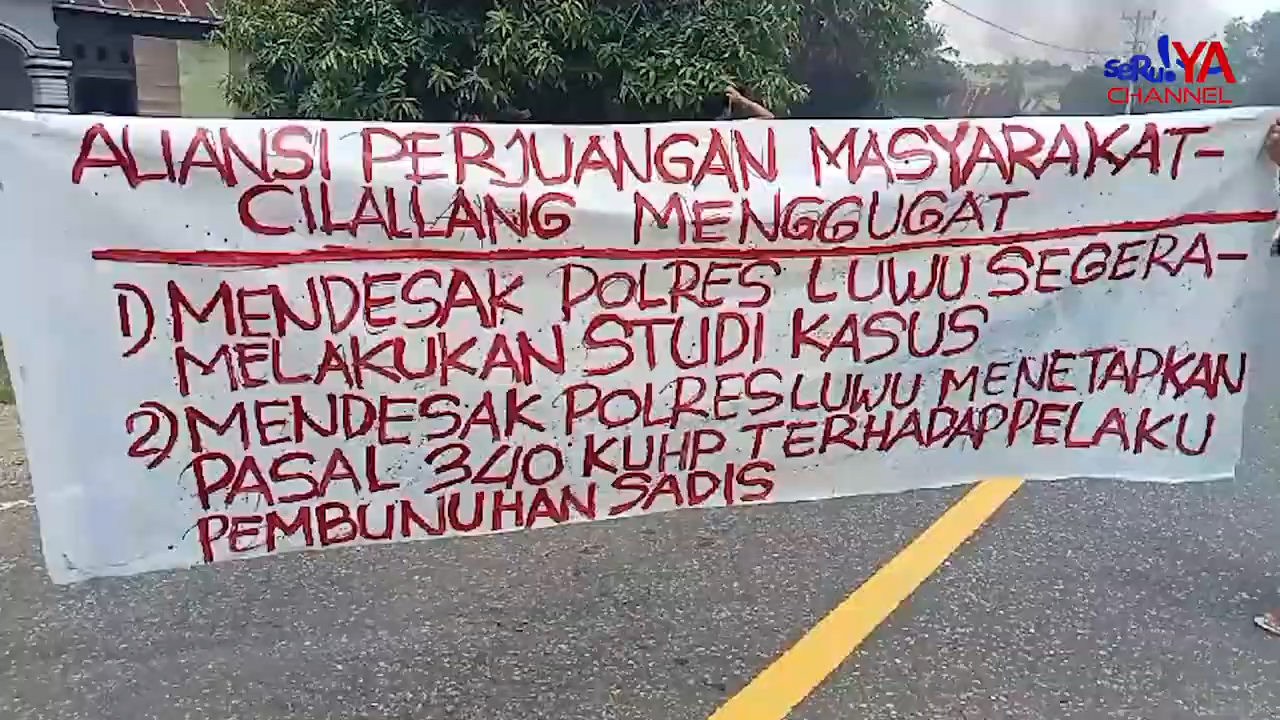 seRu!YA
CHANNEL
ALIANSI PERJUANGAN MASYARAKAT-
CILALLANG MENGGUGAT
1) MENDESAK POLRES LUWU SEGERA-
MELAKUKAN STUDI KASUS
2) MENDESAK POLRES LUWU MENETAPKAN
PASAL 340 KUHP TERHADAP PELAKU
PEMBUNUHAN SADIS